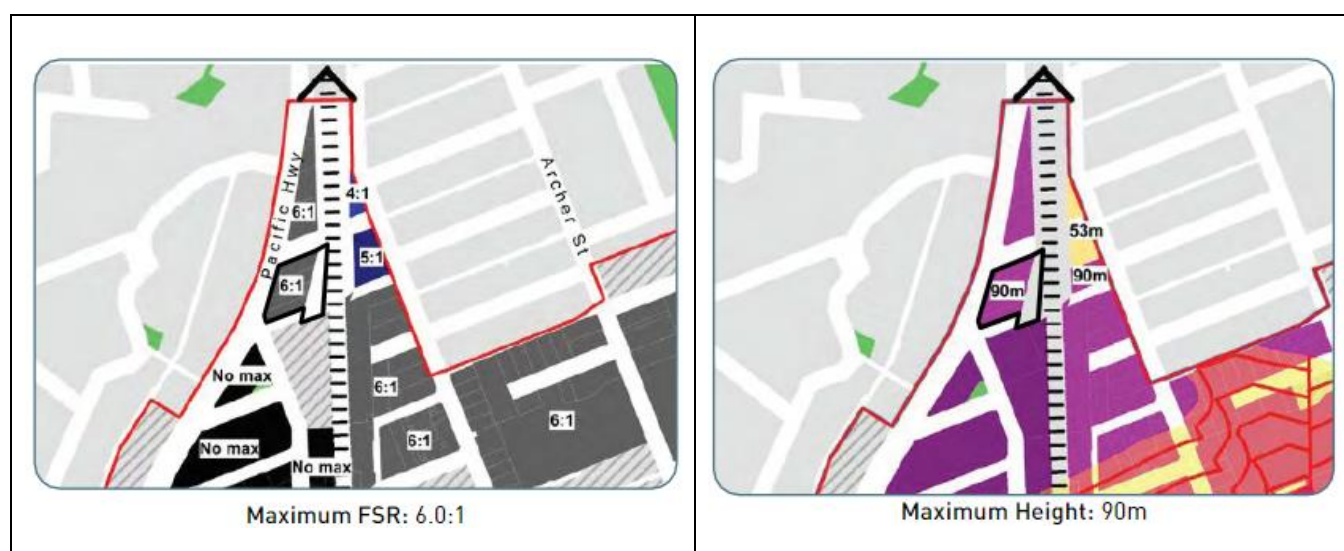 Pacific Hwy
Archer St
4:1
6:1
5:1
6:1
No max
6:1
No max
6:1
6:1
No max
Maximum FSR: 6.0:1
53m
90m
90m
Maximum Height: 90m